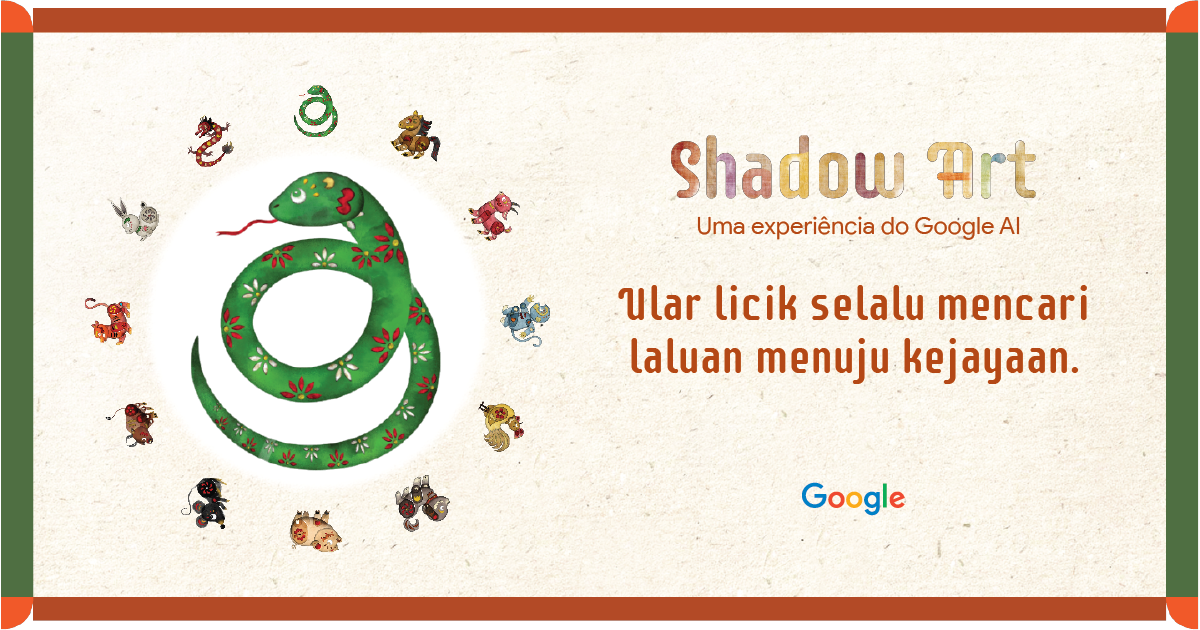 Shadow Art
Uma experiência do Google AI
Ular licik selalu mencari
laluan menuju kejayaan.
Google